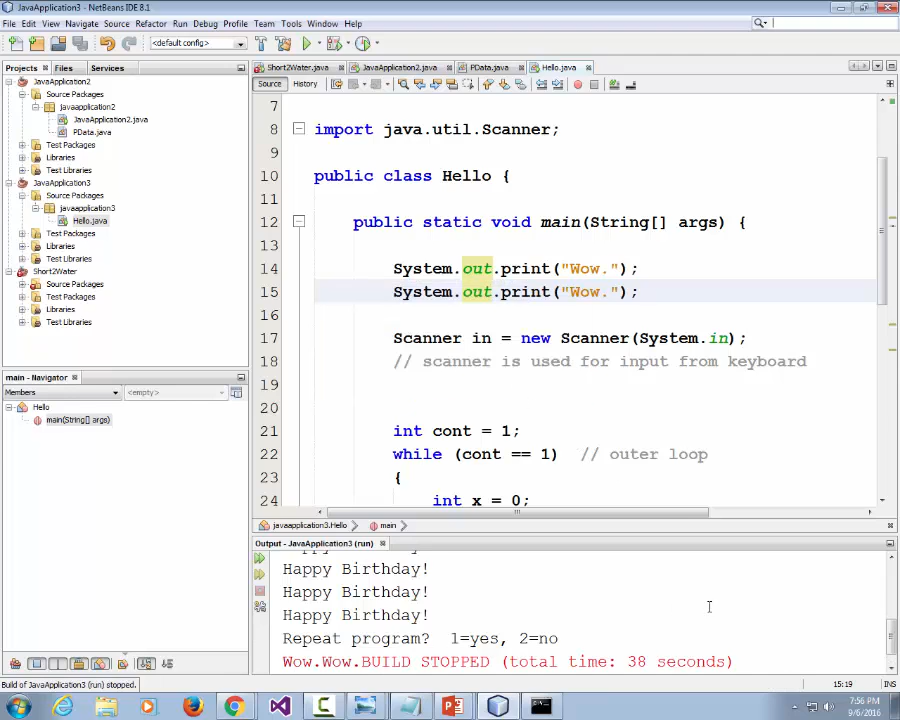 JavaApplication3 - NetBeans IDE 8.1
File Edit View Navigate Source Refactor Run Debug Profile Team Tools Window Help
<default config>
Projects Files Services
Short2Water.java JavaApplication2.java PData.java Hello.java
Source History
JavaApplication2
Source Packages
javaapplication2
JavaApplication2.java
PData.java
Test Packages
Libraries
Test Libraries
JavaApplication3
Source Packages
javaapplication3
Hello.java
Test Packages
Libraries
Test Libraries
Short2Water
Source Packages
Test Packages
Libraries
Test Libraries
7
8 import java.util.Scanner;
9
10 public class Hello {
11
12 public static void main(String[] args) {
13
14 System.out.print("Wow.");
15 System.out.print("Wow.");
16
17 Scanner in = new Scanner(System.in);
18 // scanner is used for input from keyboard
19
20
21 int cont = 1;
22 while (cont == 1) // outer loop
23 {
24 int x = 0;
main - Navigator
Members <empty>
Hello
main(String[] args)
javaapplication3.Hello main
Output - JavaApplication3 (run)
Happy Birthday!
Happy Birthday!
Happy Birthday!
Repeat program? 1=yes, 2=no
Wow.Wow.BUILD STOPPED (total time: 38 seconds)
Build of JavaApplication3 (run) stopped.
15:19 INS
7:56 PM
9/6/2016